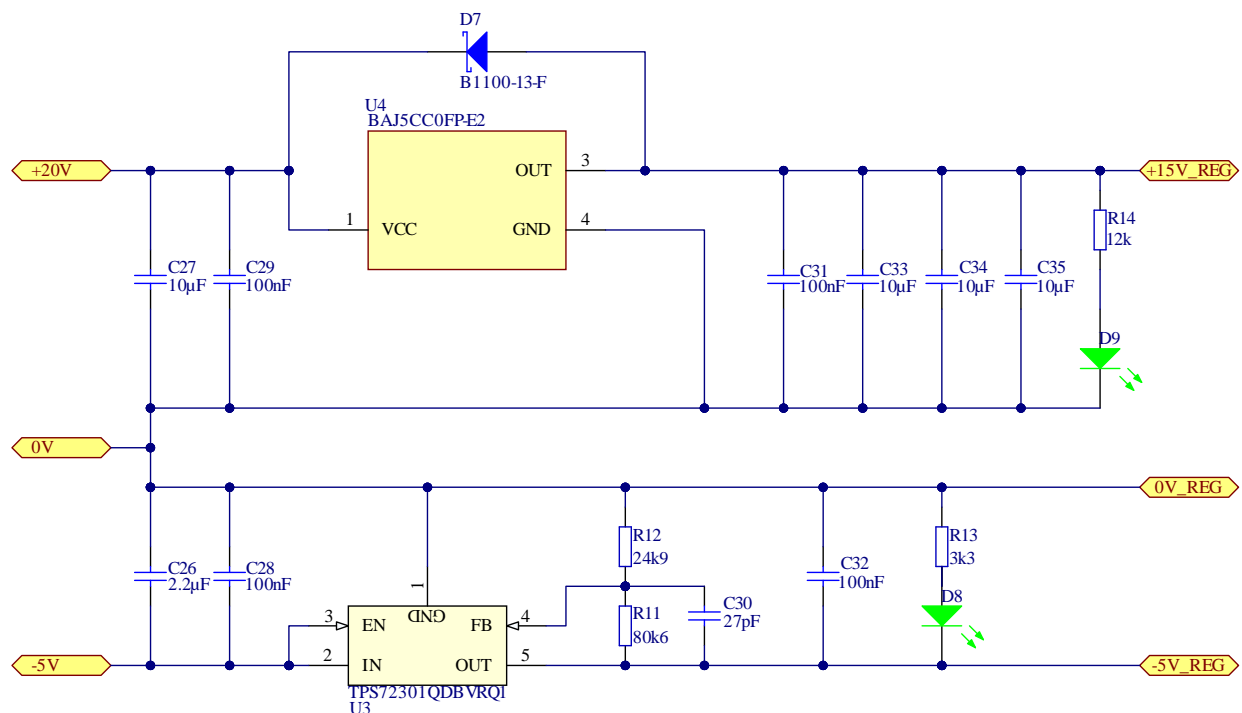 D7
B1100-13-F
U4
BAJ5CC0FP-E2
+20V
OUT
3
+15V_REG
1
VCC
GND
4
R14
12k
C27
10µF
C29
100nF
C31
100nF
C33
10µF
C34
10µF
C35
10µF
D9
0V
0V_REG
R12
24k9
R13
3k3
C26
2.2µF
C28
100nF
C32
100nF
1
GND
D8
3
EN
FB
4
R11
80k6
C30
27pF
-5V
2
IN
OUT
5
-5V_REG
TPS72301QDBVRQ1
U3